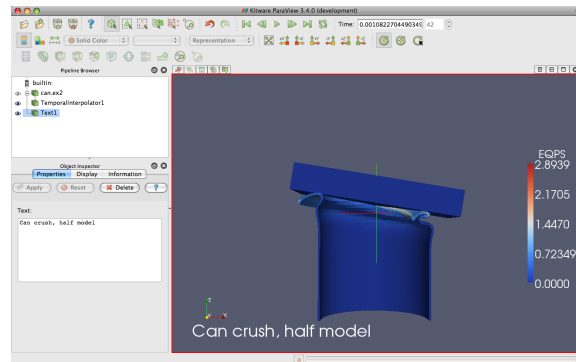 Kitware ParaView 3.4.0 (development)
Time: 0.0010822704490349 42
Solid Color
Representation
Pipeline Browser
builtin:
can.ex2
TemporalInterpolator1
Text1
Object Inspector
Properties Display Information
Apply Reset Delete ?
Text:
Can crush, half model
EQPS
2.8939
2.1705
1.4470
0.72349
0.0000
Can crush, half model